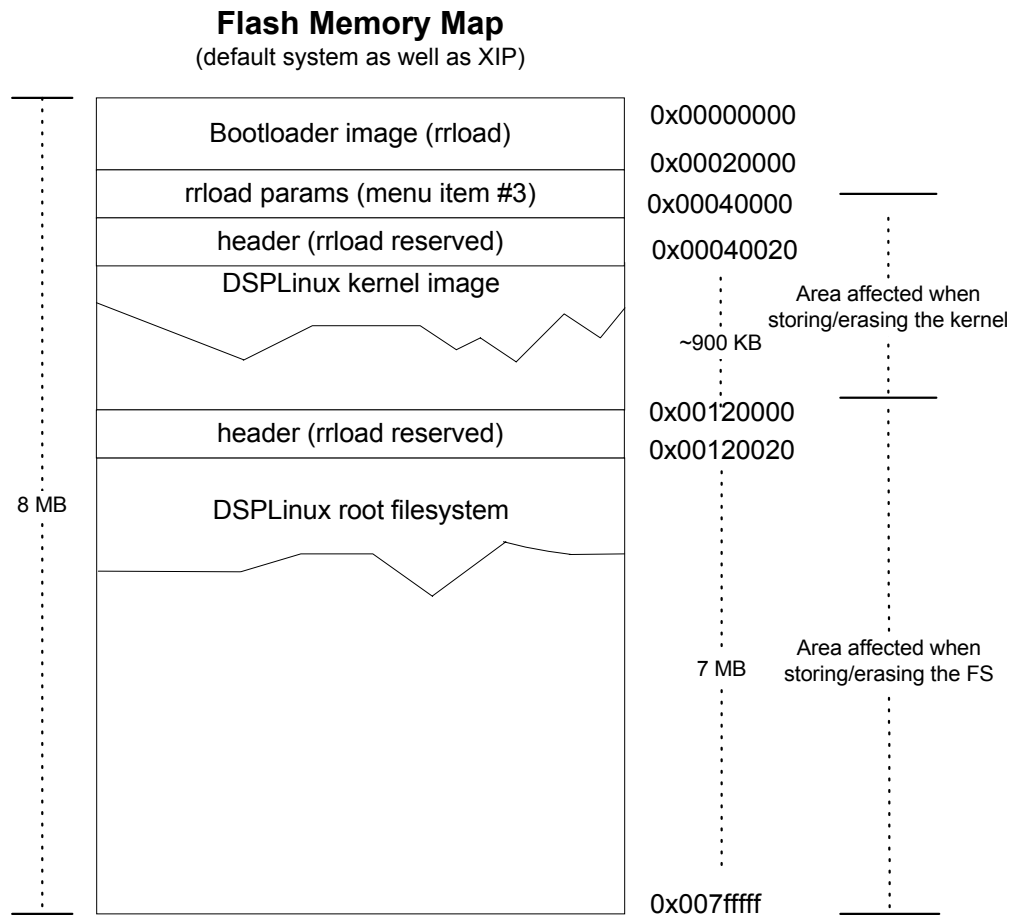 Flash Memory Map
(default system as well as XIP)
Bootloader image (rrload)
0x00000000
0x00020000
rrload params (menu item #3)
0x00040000
header (rrload reserved)
0x00040020
DSPLinux kernel image
Area affected when
storing/erasing the kernel
~900 KB
0x00120000
header (rrload reserved)
0x00120020
8 MB
DSPLinux root filesystem
Area affected when
storing/erasing the FS
7 MB
0x007fffff